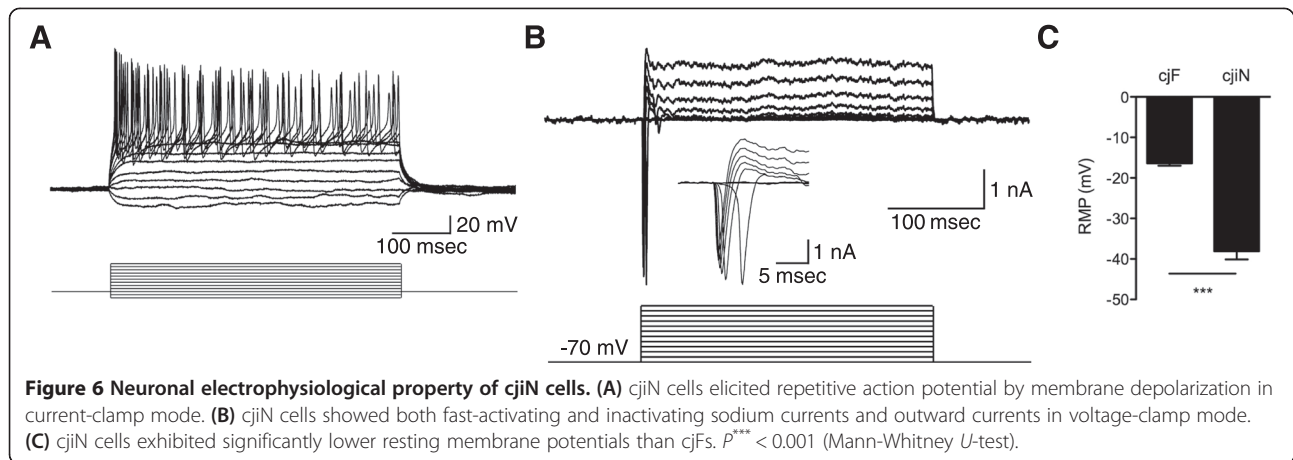 A
20 mV
100 msec
B
1 nA
100 msec
1 nA
5 msec
-70 mV
C
cjF cjiN
0
-10
-20
-30
-40
-50
RMP (mV)
***
Figure 6 Neuronal electrophysiological property of cjiN cells. (A) cjiN cells elicited repetitive action potential by membrane depolarization in
current-clamp mode. (B) cjiN cells showed both fast-activating and inactivating sodium currents and outward currents in voltage-clamp mode.
(C) cjiN cells exhibited significantly lower resting membrane potentials than cjFs. P*** < 0.001 (Mann-Whitney U-test).